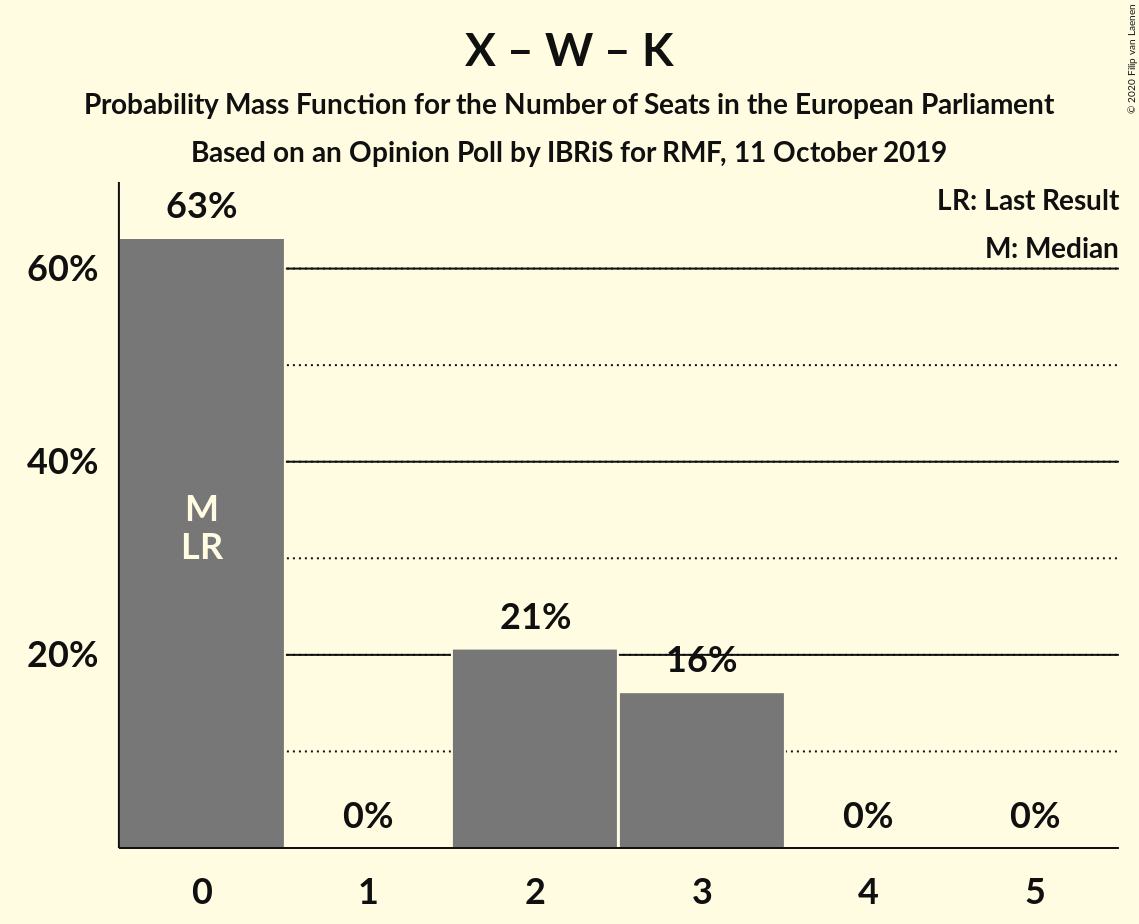 X – W – K
Probability Mass Function for the Number of Seats in the European Parliament
Based on an Opinion Poll by IBRiS for RMF, 11 October 2019
© 2020 Filip van Laenen
LR: Last Result
M: Median
63%
60%
40%
M
LR
21%
20%
16%
0%
0%
0%
0
1
2
3
4
5